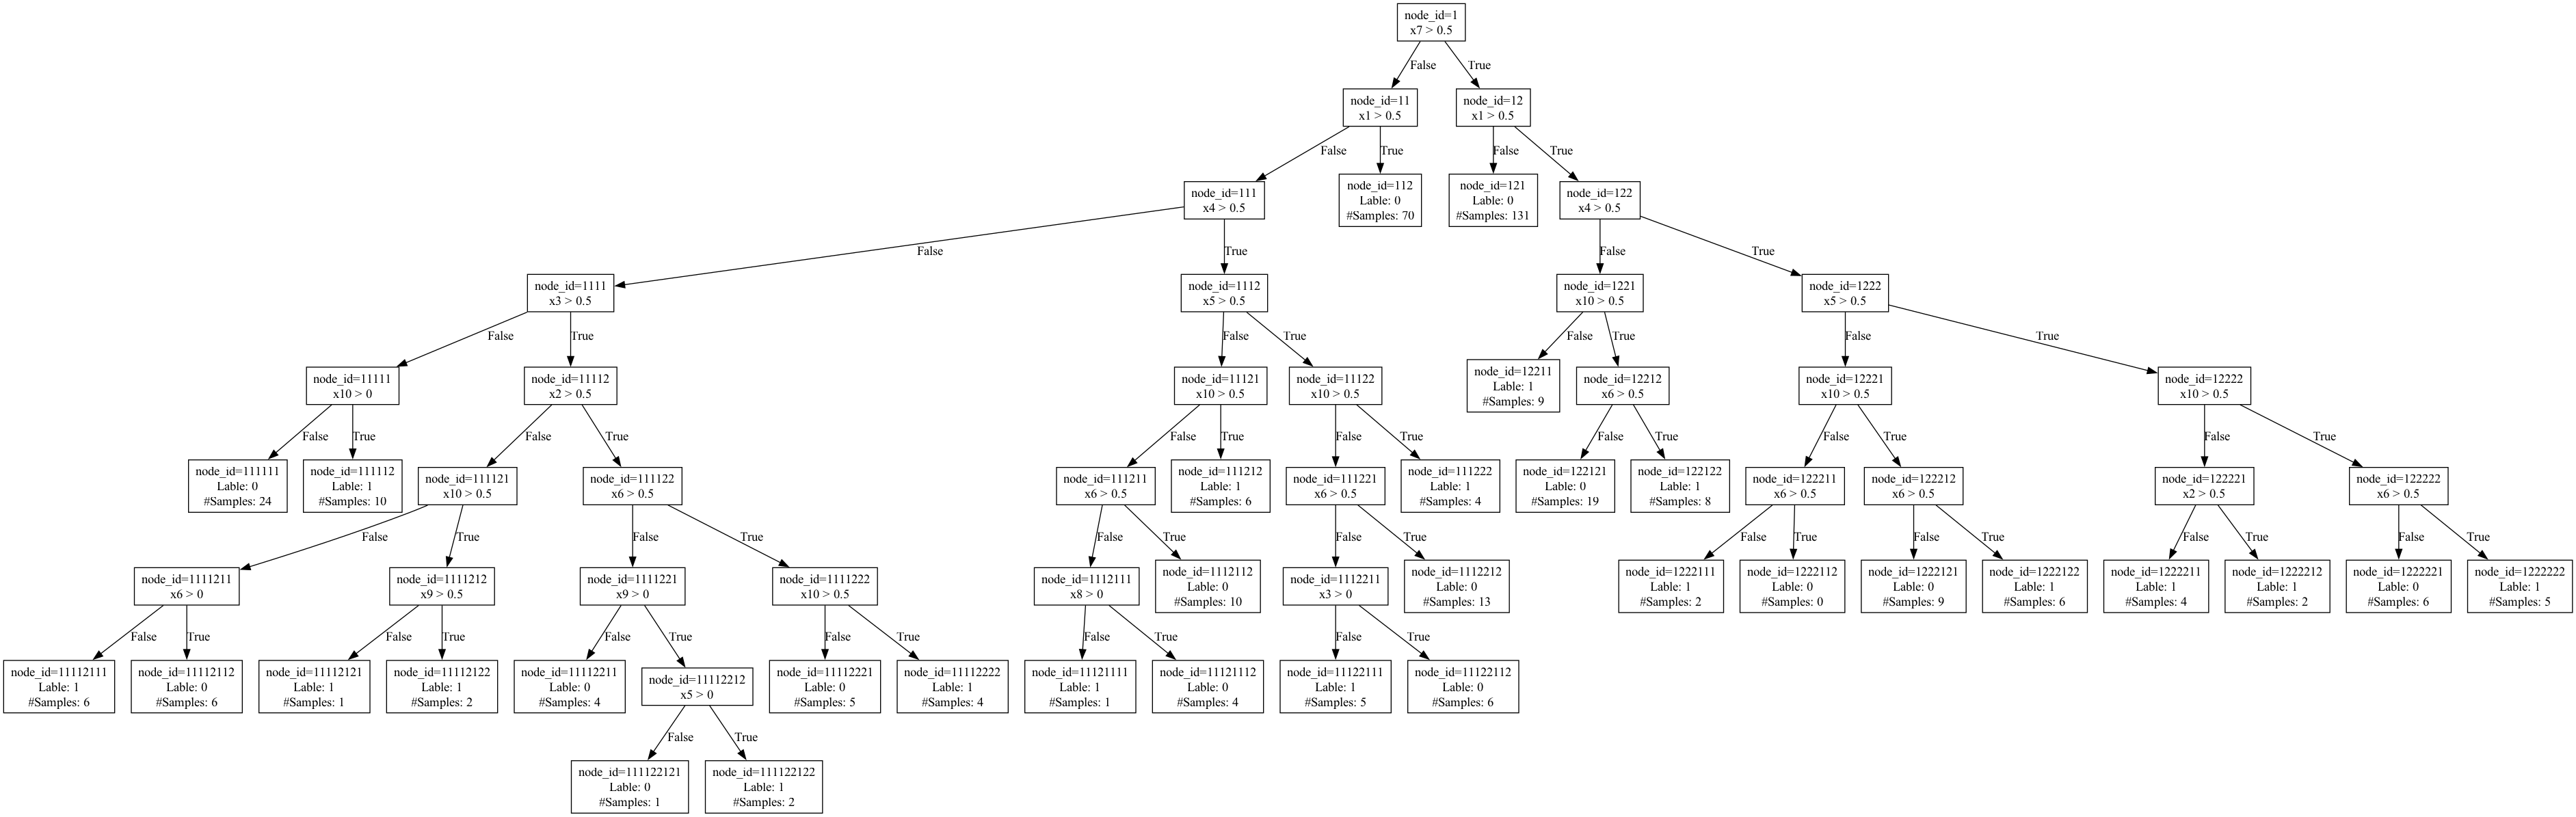 node_id=1
x7 > 0.5
False
True
node_id=11
x1 > 0.5
node_id=12
x1 > 0.5
False
True
False
True
node_id=111
x4 > 0.5
node_id=112
Lable: 0
#Samples: 70
node_id=121
Lable: 0
#Samples: 131
node_id=122
x4 > 0.5
False
True
False
True
node_id=1111
x3 > 0.5
node_id=1112
x5 > 0.5
node_id=1221
x10 > 0.5
node_id=1222
x5 > 0.5
False
True
False
True
False
True
False
True
node_id=11111
x10 > 0
node_id=11112
x2 > 0.5
node_id=11121
x10 > 0.5
node_id=11122
x10 > 0.5
node_id=12211
Lable: 1
#Samples: 9
node_id=12212
x6 > 0.5
node_id=12221
x10 > 0.5
node_id=12222
x10 > 0.5
False
True
False
True
False
True
False
True
False
True
False
True
False
True
node_id=111111
Lable: 0
#Samples: 24
node_id=111112
Lable: 1
#Samples: 10
node_id=111121
x10 > 0.5
node_id=111122
x6 > 0.5
node_id=111211
x6 > 0.5
node_id=111212
Lable: 1
#Samples: 6
node_id=111221
x6 > 0.5
node_id=111222
Lable: 1
#Samples: 4
node_id=122121
Lable: 0
#Samples: 19
node_id=122122
Lable: 1
#Samples: 8
node_id=122211
x6 > 0.5
node_id=122212
x6 > 0.5
node_id=122221
x2 > 0.5
node_id=122222
x6 > 0.5
False
True
False
True
False
True
False
True
False
True
False
True
False
True
False
True
node_id=1111211
x6 > 0
node_id=1111212
x9 > 0.5
node_id=1111221
x9 > 0
node_id=1111222
x10 > 0.5
node_id=1112111
x8 > 0
node_id=1112112
Lable: 0
#Samples: 10
node_id=1112211
x3 > 0
node_id=1112212
Lable: 0
#Samples: 13
node_id=1222111
Lable: 1
#Samples: 2
node_id=1222112
Lable: 0
#Samples: 0
node_id=1222121
Lable: 0
#Samples: 9
node_id=1222122
Lable: 1
#Samples: 6
node_id=1222211
Lable: 1
#Samples: 4
node_id=1222212
Lable: 1
#Samples: 2
node_id=1222221
Lable: 0
#Samples: 6
node_id=1222222
Lable: 1
#Samples: 5
False
True
False
True
False
True
False
True
False
True
False
True
node_id=11112111
Lable: 1
#Samples: 6
node_id=11112112
Lable: 0
#Samples: 6
node_id=11112121
Lable: 1
#Samples: 1
node_id=11112122
Lable: 1
#Samples: 2
node_id=11112211
Lable: 0
#Samples: 4
node_id=11112212
x5 > 0
node_id=11112221
Lable: 0
#Samples: 5
node_id=11112222
Lable: 1
#Samples: 4
node_id=11121111
Lable: 1
#Samples: 1
node_id=11121112
Lable: 0
#Samples: 4
node_id=11122111
Lable: 1
#Samples: 5
node_id=11122112
Lable: 0
#Samples: 6
False
True
node_id=111122121
Lable: 0
#Samples: 1
node_id=111122122
Lable: 1
#Samples: 2